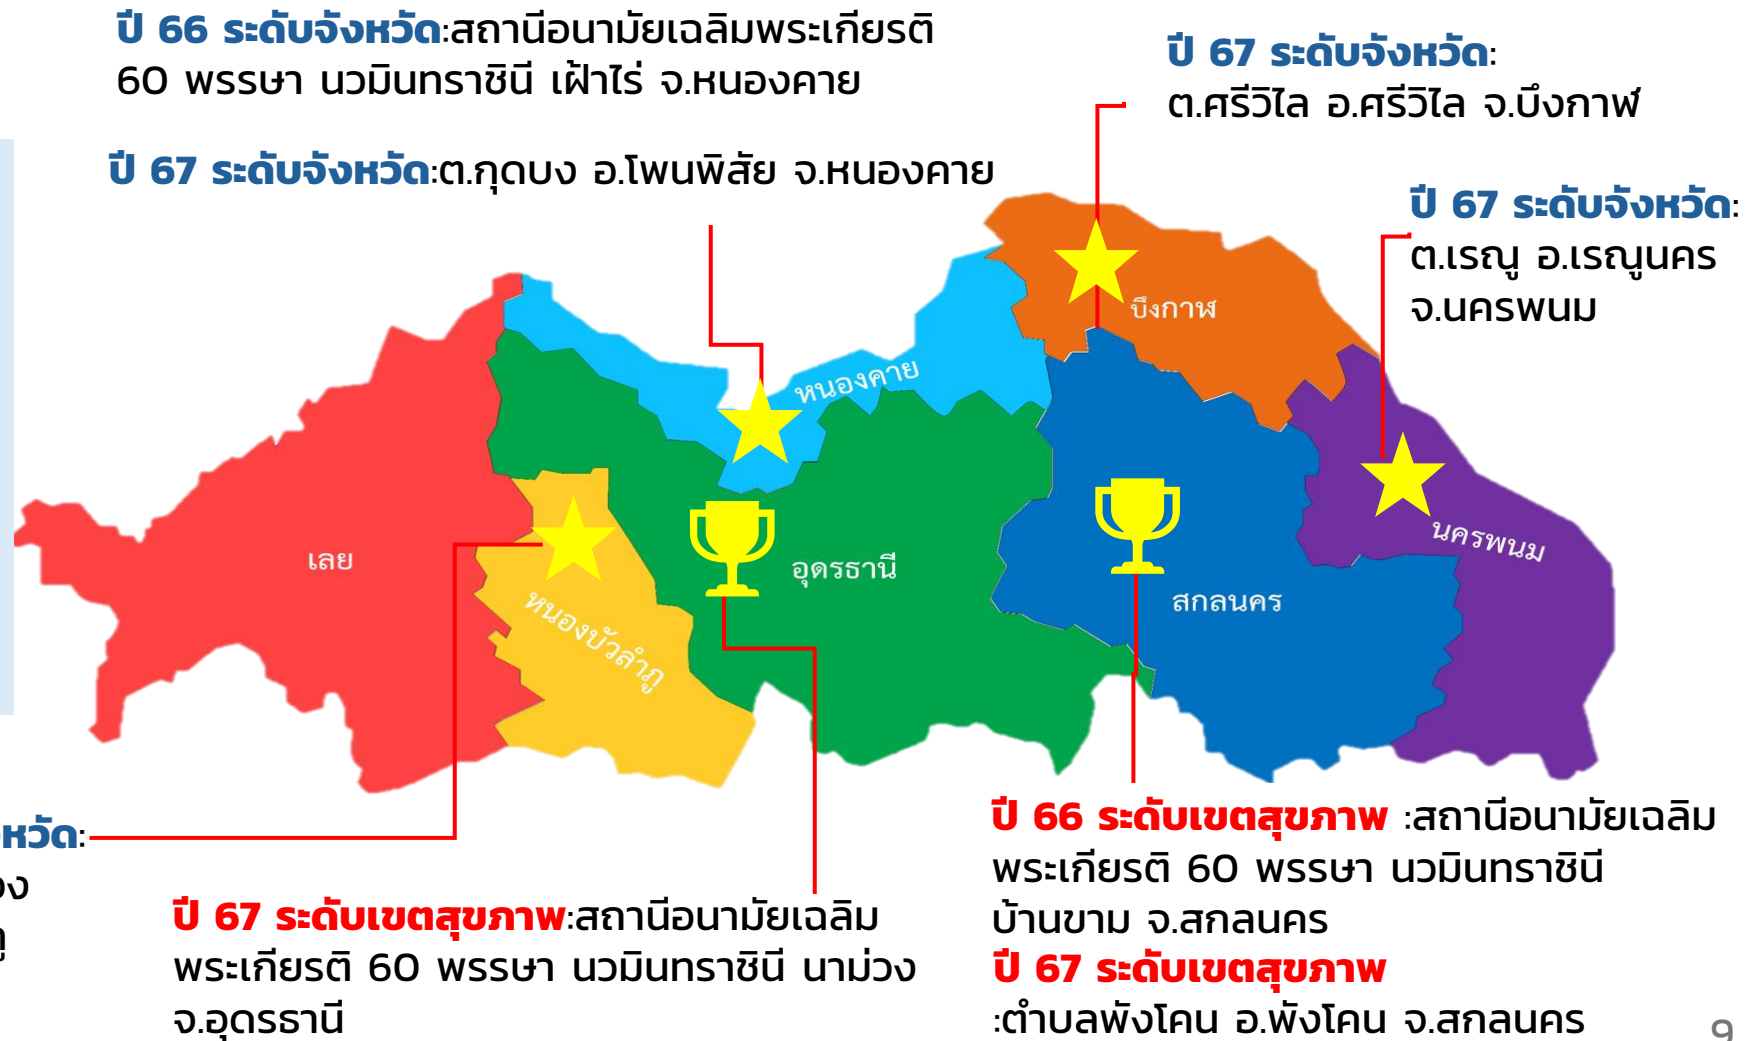 ปี 66 ระดับจังหวัด:สถานีอนามัยเฉลิมพระเกียรติ
60 พรรษา นวมินทราชินี เฝ้าไร่ จ.หนองคาย
ปี 67 ระดับจังหวัด:
ต.ศรีวิไล อ.ศรีวิไล จ.บึงกาฬ
ปี 67 ระดับจังหวัด:ต.กุดบง อ.โพนพิสัย จ.หนองคาย
ปี 67 ระดับจังหวัด:
ต.เรณู อ.เรณูนคร
จ.นครพนม
บึงกาฬ
หนองคาย
นครพนม
เลย
อุดรธานี
สกลนคร
หนองบัวลำภู
ปี 67 ระดับเขตสุขภาพ:สถานีอนามัยเฉลิม
พระเกียรติ 60 พรรษา นวมินทราชินี นาม่วง
จ.อุดรธานี
ปี 66 ระดับเขตสุขภาพ :สถานีอนามัยเฉลิม
พระเกียรติ 60 พรรษา นวมินทราชินี
บ้านขาม จ.สกลนคร
ปี 67 ระดับเขตสุขภาพ
:ตำบลพังโคน อ.พังโคน จ.สกลนคร
9